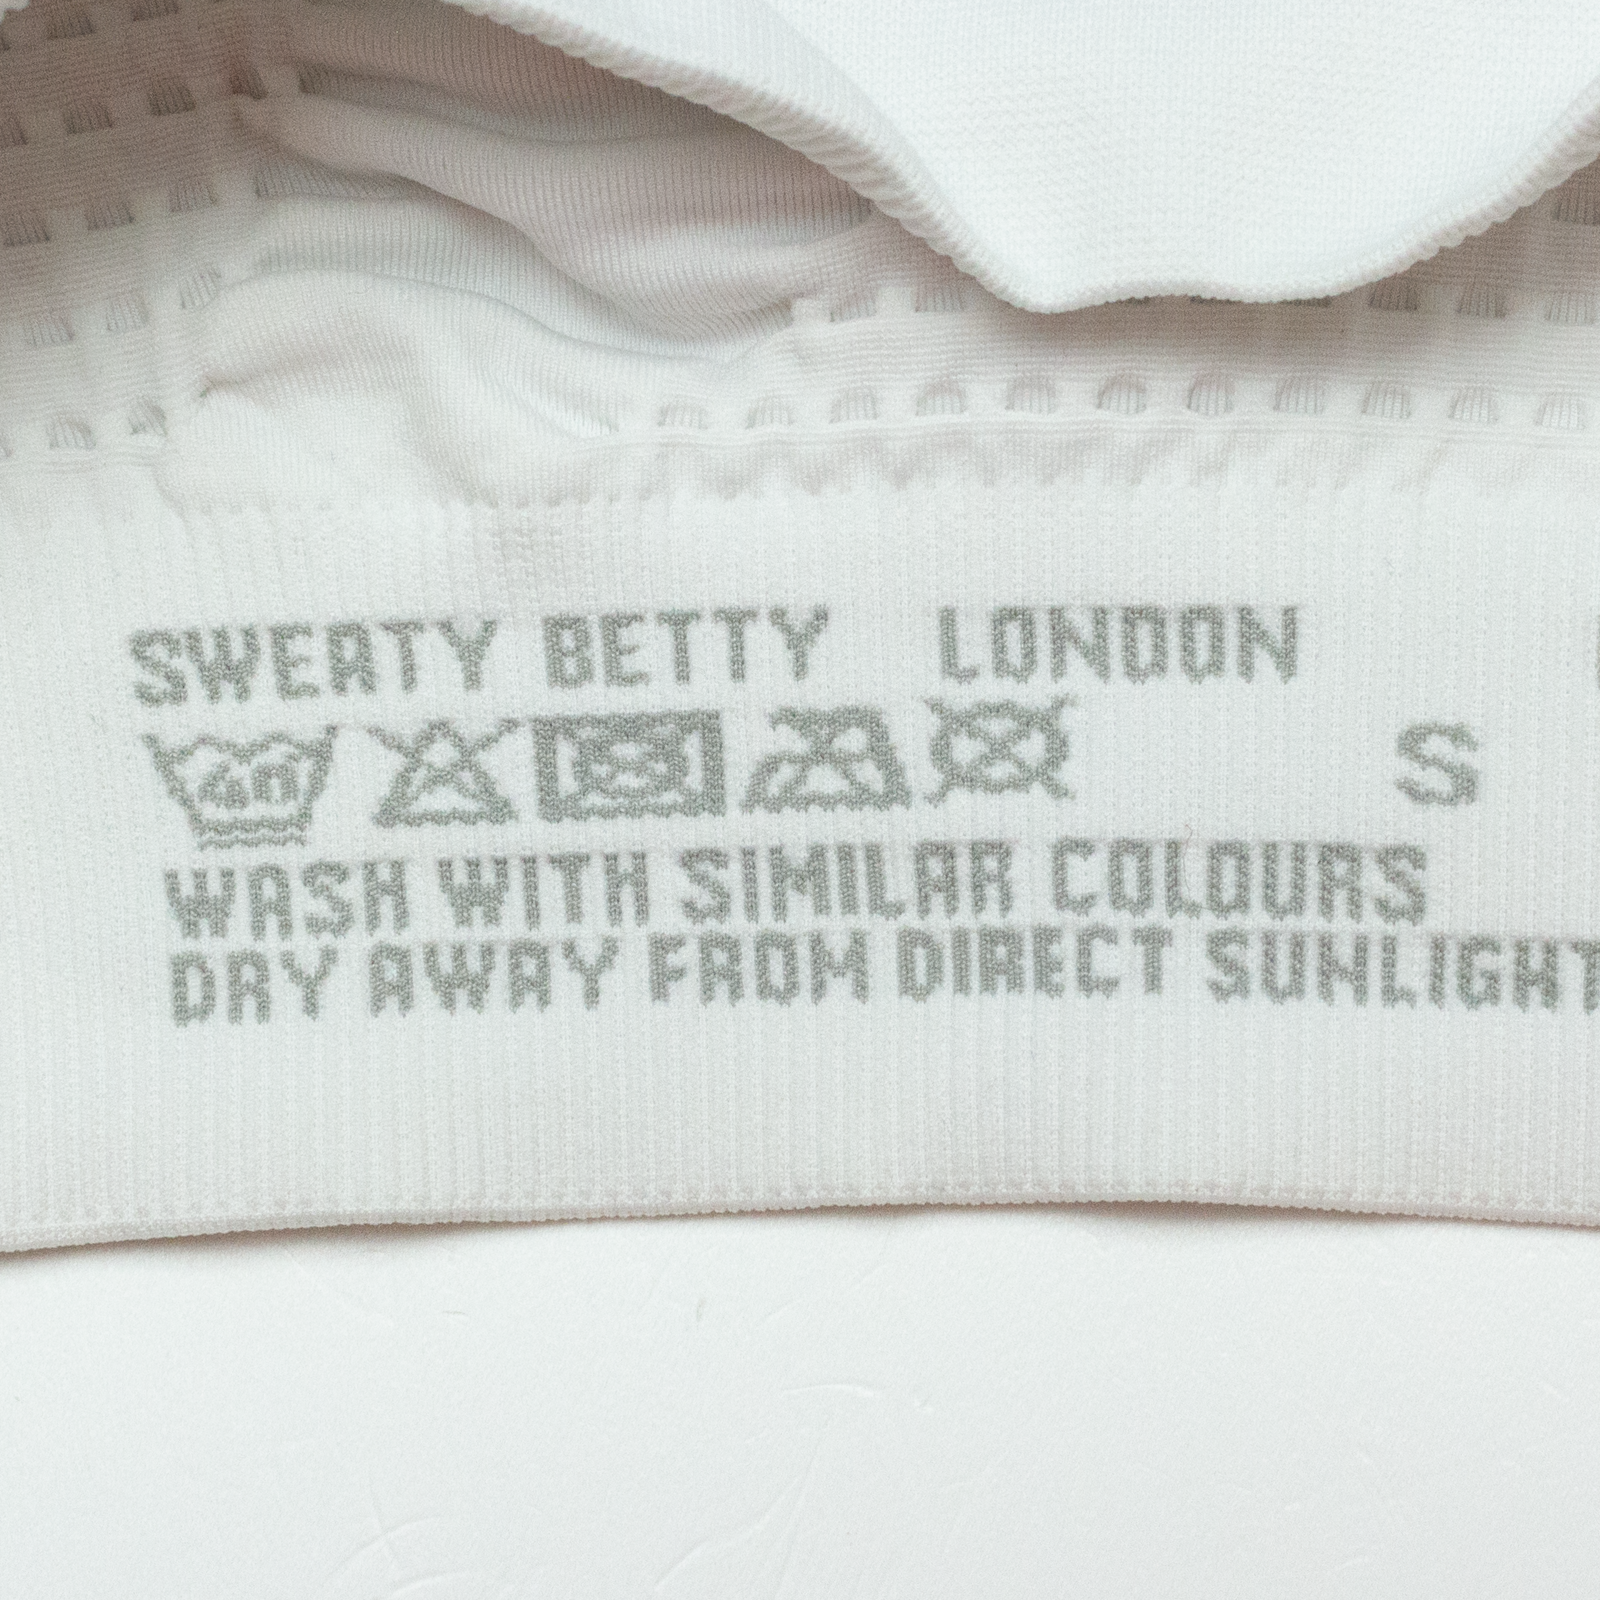 SWEATY BETTY LONDON
40 S
WASH WITH SIMILAR COLOURS
DRY AWAY FROM DIRECT SUNLIGHT